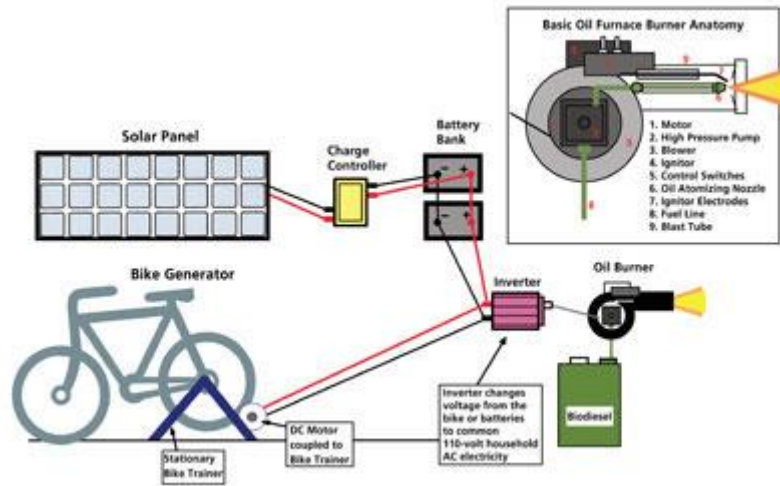 Basic Oil Furnace Burner Anatomy
1. Motor
2. High Pressure Pump
3. Blower
4. Ignitor
5. Control Switches
6. Oil Atomizing Nozzle
7. Ignitor Electrodes
8. Fuel Line
9. Blast Tube
Solar Panel
Charge
Controller
Battery
Bank
- +
- +
Bike Generator
Inverter
Oil Burner
Biodiesel
Stationary
Bike Trainer
DC Motor
coupled to
Bike Trainer
Inverter changes
voltage from the
bike or batteries
to common
110-volt household
AC electricity